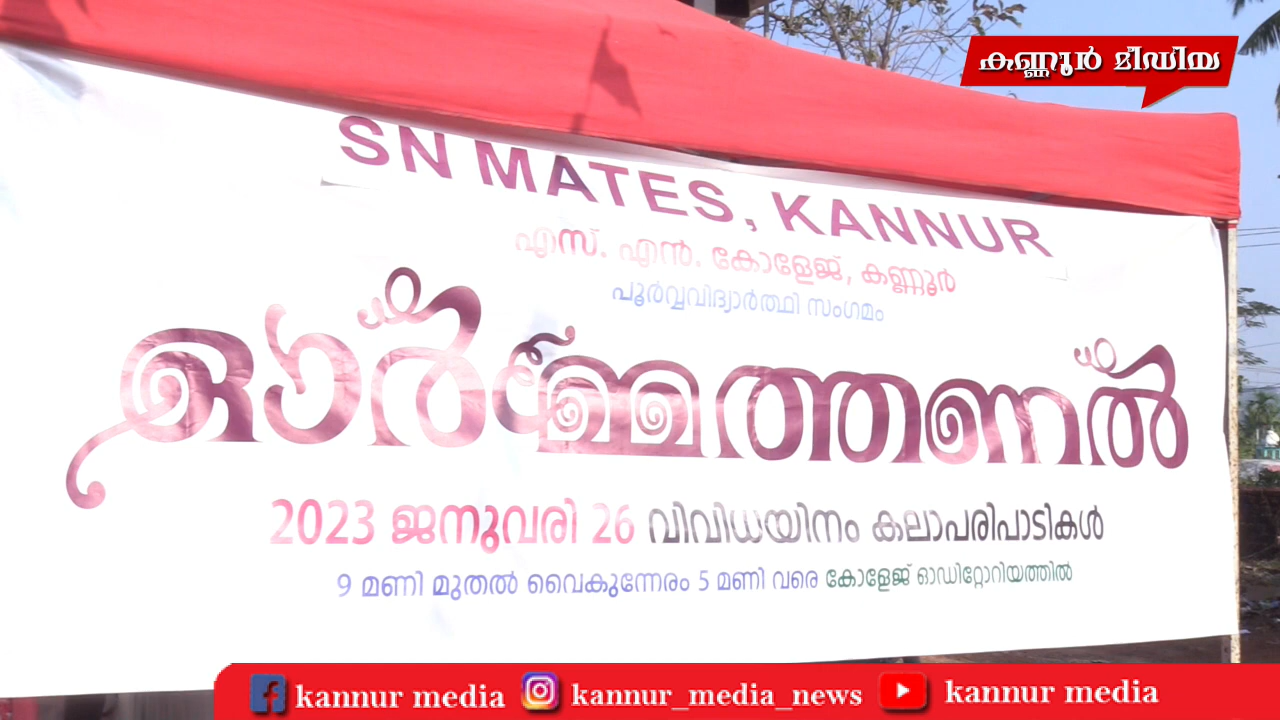 കണ്ണൂർ മീഡിയ
SN MATES, KANNUR
എസ്. എൻ. കോളേജ്, കണ്ണൂർ
പൂർവ്വവിദ്യാർത്ഥി സംഗമം
ഓർമ്മത്തണൽ
2023 ജനുവരി 26 വിവിധയിനം കലാപരിപാടികൾ
9 മണി മുതൽ വൈകുന്നേരം 5 മണി വരെ കോളേജ് ഓഡിറ്റോറിയത്തിൽ
kannur media kannur_media_news kannur media